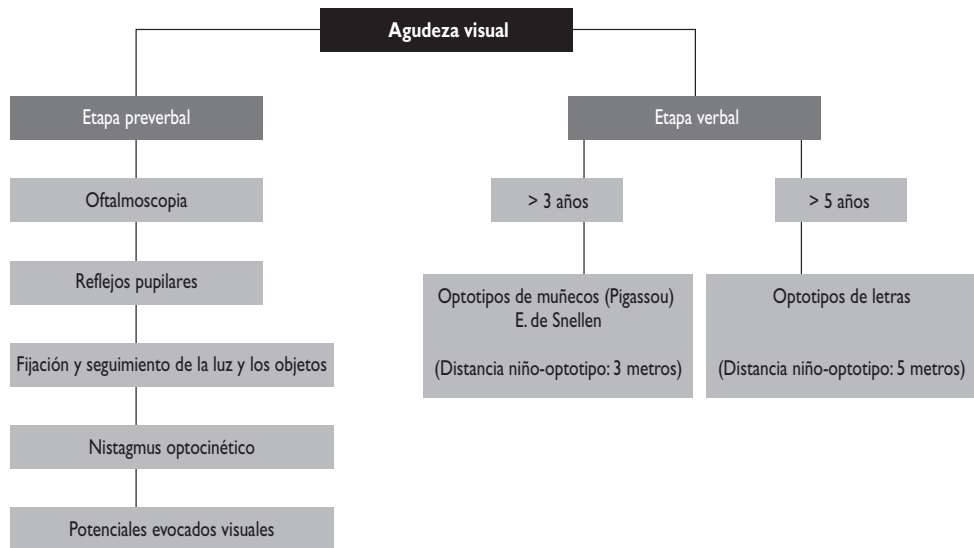 Agudeza visual
Etapa preverbal
Oftalmoscopia
Reflejos pupilares
Fijación y seguimiento de la luz y los objetos
Nistagmus optocinético
Potenciales evocados visuales
Etapa verbal
> 3 años
Optotipos de muñecos (Pigassou)
E. de Snellen
(Distancia niño-optotipo: 3 metros)
> 5 años
Optotipos de letras
(Distancia niño-optotipo: 5 metros)